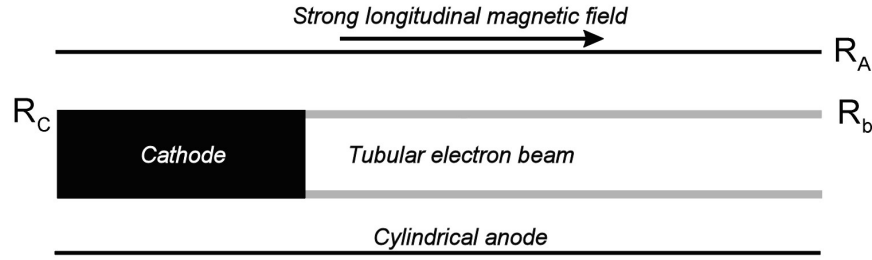 Strong longitudinal magnetic field
R_A
R_C
R_b
Cathode
Tubular electron beam
Cylindrical anode